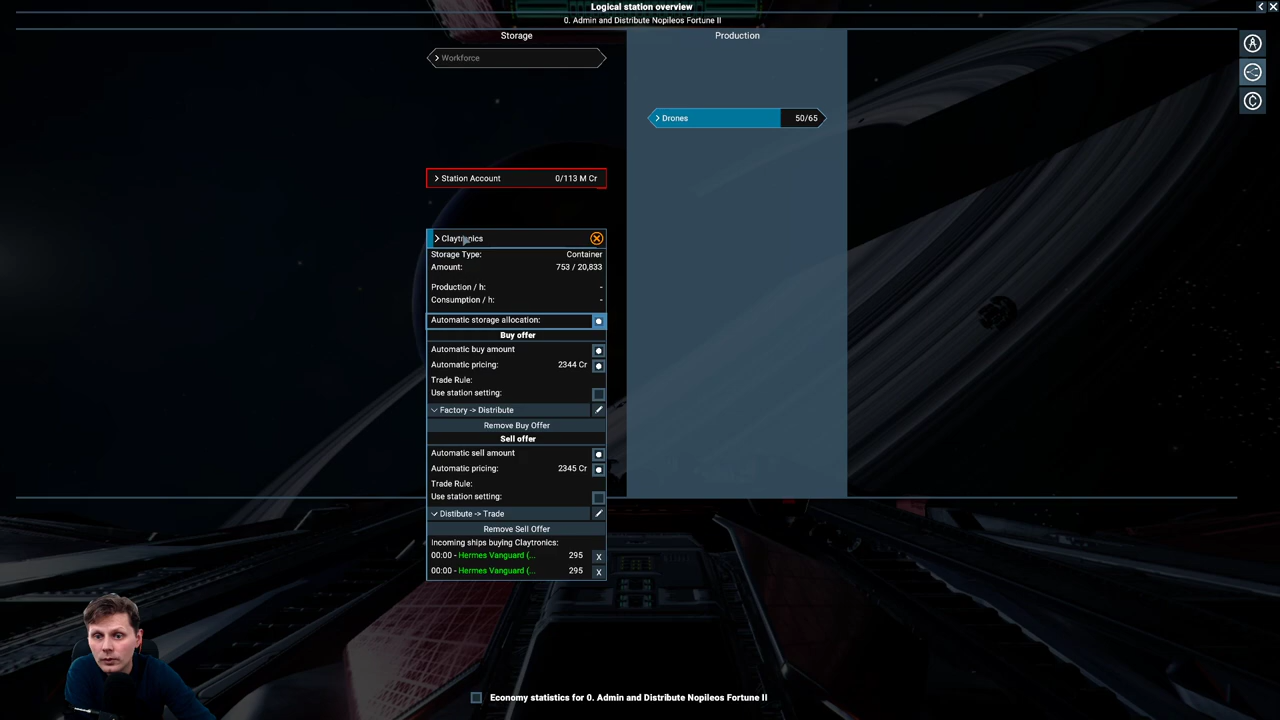 Logical station overview
0. Admin and Distribute Nopileos Fortune II
Storage
Production
Workforce
Drones 50/65
Station Account 0/113 M Cr
Claytronics
Storage Type: Container
Amount: 753 / 20,833
Production / h: -
Consumption / h: -
Automatic storage allocation:
Buy offer
Automatic buy amount
Automatic pricing: 2344 Cr
Trade Rule:
Use station setting:
Factory -> Distribute
Remove Buy Offer
Sell offer
Automatic sell amount
Automatic pricing: 2345 Cr
Trade Rule:
Use station setting:
Distibute -> Trade
Remove Sell Offer
Incoming ships buying Claytronics:
00:00 - Hermes Vanguard (... 295 X
00:00 - Hermes Vanguard (... 295 X
Economy statistics for 0. Admin and Distribute Nopileos Fortune II